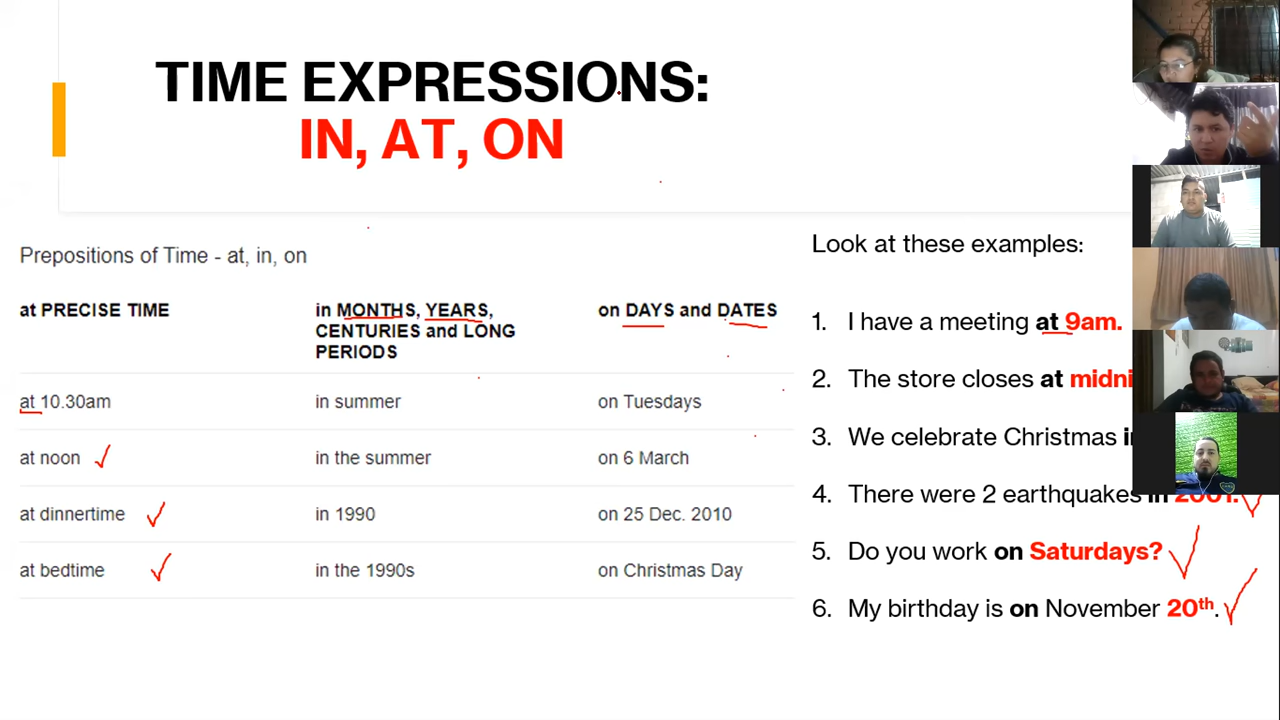 TIME EXPRESSIONS:
IN, AT, ON
Prepositions of Time - at, in, on
at PRECISE TIME
in MONTHS, YEARS,
CENTURIES and LONG
PERIODS
on DAYS and DATES
at 10.30am
in summer
on Tuesdays
at noon
in the summer
on 6 March
at dinnertime
in 1990
on 25 Dec. 2010
at bedtime
in the 1990s
on Christmas Day
Look at these examples:
1. I have a meeting at 9am.
2. The store closes at
3. We celebrate Christmas
4. There were 2 earthquakes in 2001.
5. Do you work on Saturdays?
6. My birthday is on November 20th.